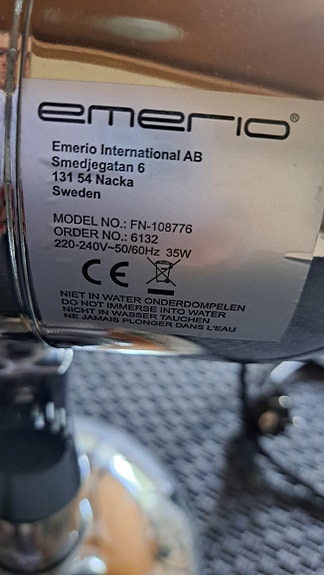 emerio®
Emerio International AB
Smedjegatan 6
131 54 Nacka
Sweden
MODEL NO.: FN-108776
ORDER NO.: 6132
220-240V~50/60Hz 35W
CE
NIET IN WATER ONDERDOMPELEN
DO NOT IMMERSE INTO WATER
NICHT IN WASSER TAUCHEN
NE JAMAIS PLONGER DANS L'EAU